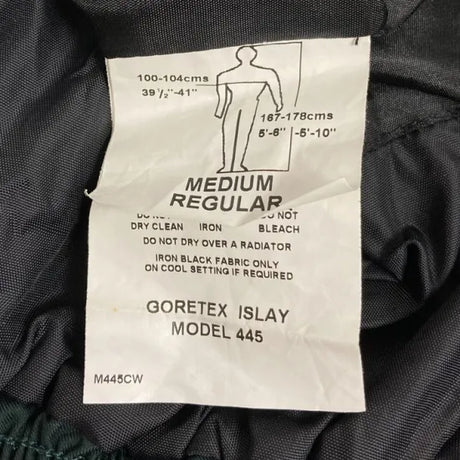 100-104cms
39 1/2"-41"
167-178cms
5'-6" -5'-10"
MEDIUM
REGULAR
DO NOT DO NOT
DRY CLEAN IRON BLEACH
DO NOT DRY OVER A RADIATOR
IRON BLACK FABRIC ONLY
ON COOL SETTING IF REQUIRED
GORETEX ISLAY
MODEL 445
M445CW